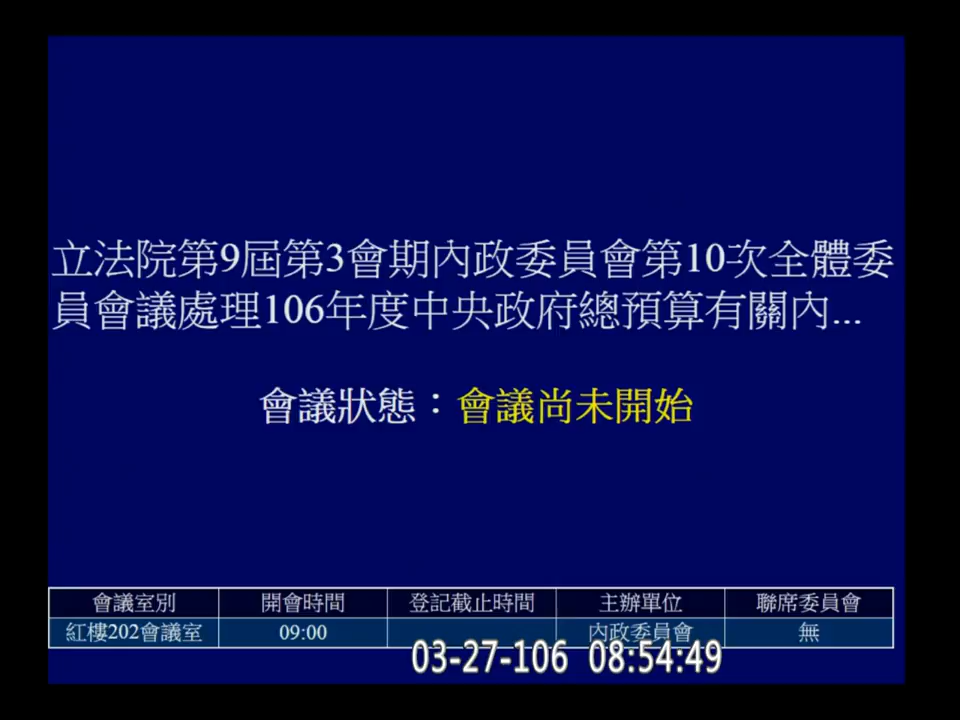 立法院第9屆第3會期內政委員會第10次全體委
員會議處理106年度中央政府總預算有關內...
會議狀態：會議尚未開始
會議室別 開會時間 登記截止時間 主辦單位 聯席委員會
紅樓202會議室 09:00 內政委員會 無
03-27-106 08:54:49